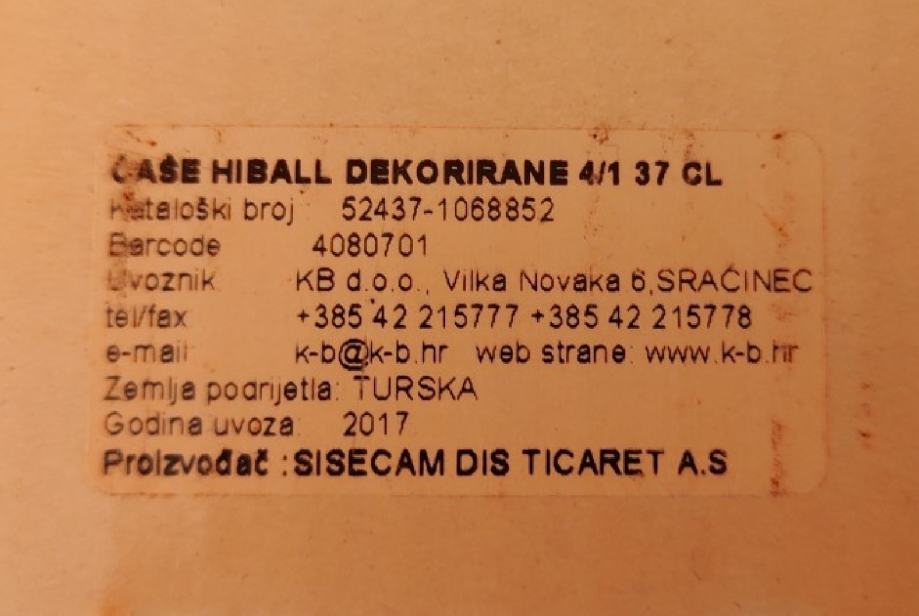 ČAŠE HIBALL DEKORIRANE 4/1 37 CL
Kataloški broj : 52437-1068852
Barcode 4080701
Uvoznik KB d.o.o., Vilka Novaka 6,SRAČINEC
tel/fax +385 42 215777 +385 42 215778
e-mail k-b@k-b.hr web strane: www.k-b.hr
Zemlja podrijetla: TURSKA
Godina uvoza: 2017
Proizvođač :SISECAM DIS TICARET A.S